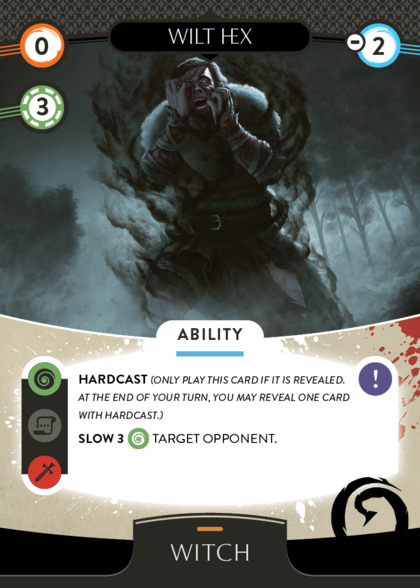 WILT HEX
0
-2
3
ABILITY
HARDCAST (ONLY PLAY THIS CARD IF IT IS REVEALED.
AT THE END OF YOUR TURN, YOU MAY REVEAL ONE CARD
WITH HARDCAST.)
!
SLOW 3 TARGET OPPONENT.
WITCH